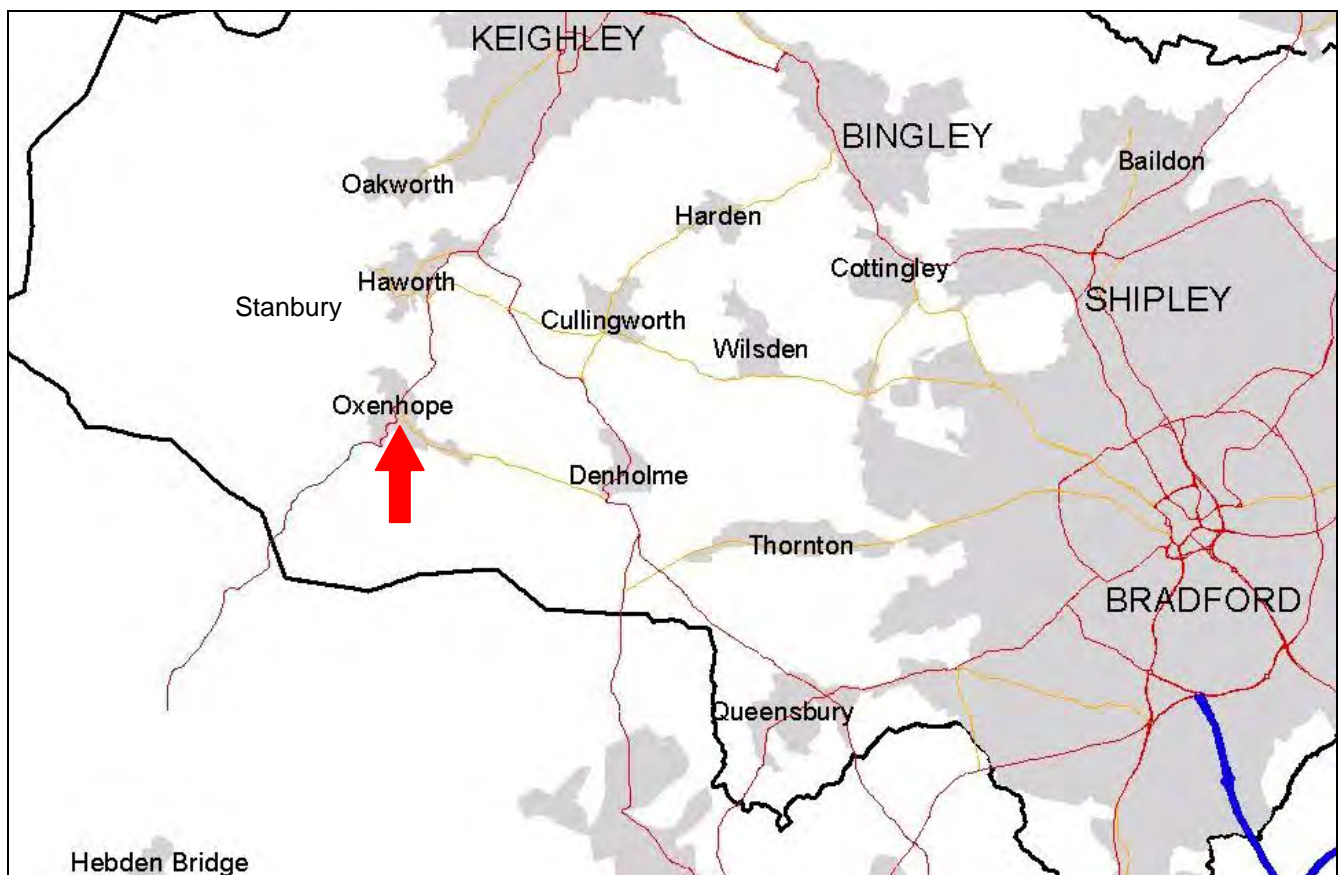 KEIGHLEY
BINGLEY
Baildon
Oakworth
Harden
Cottingley
Haworth
Stanbury
SHIPLEY
Cullingworth
Wilsden
Oxenhope
Denholme
Thornton
BRADFORD
Queensbury
Hebden Bridge